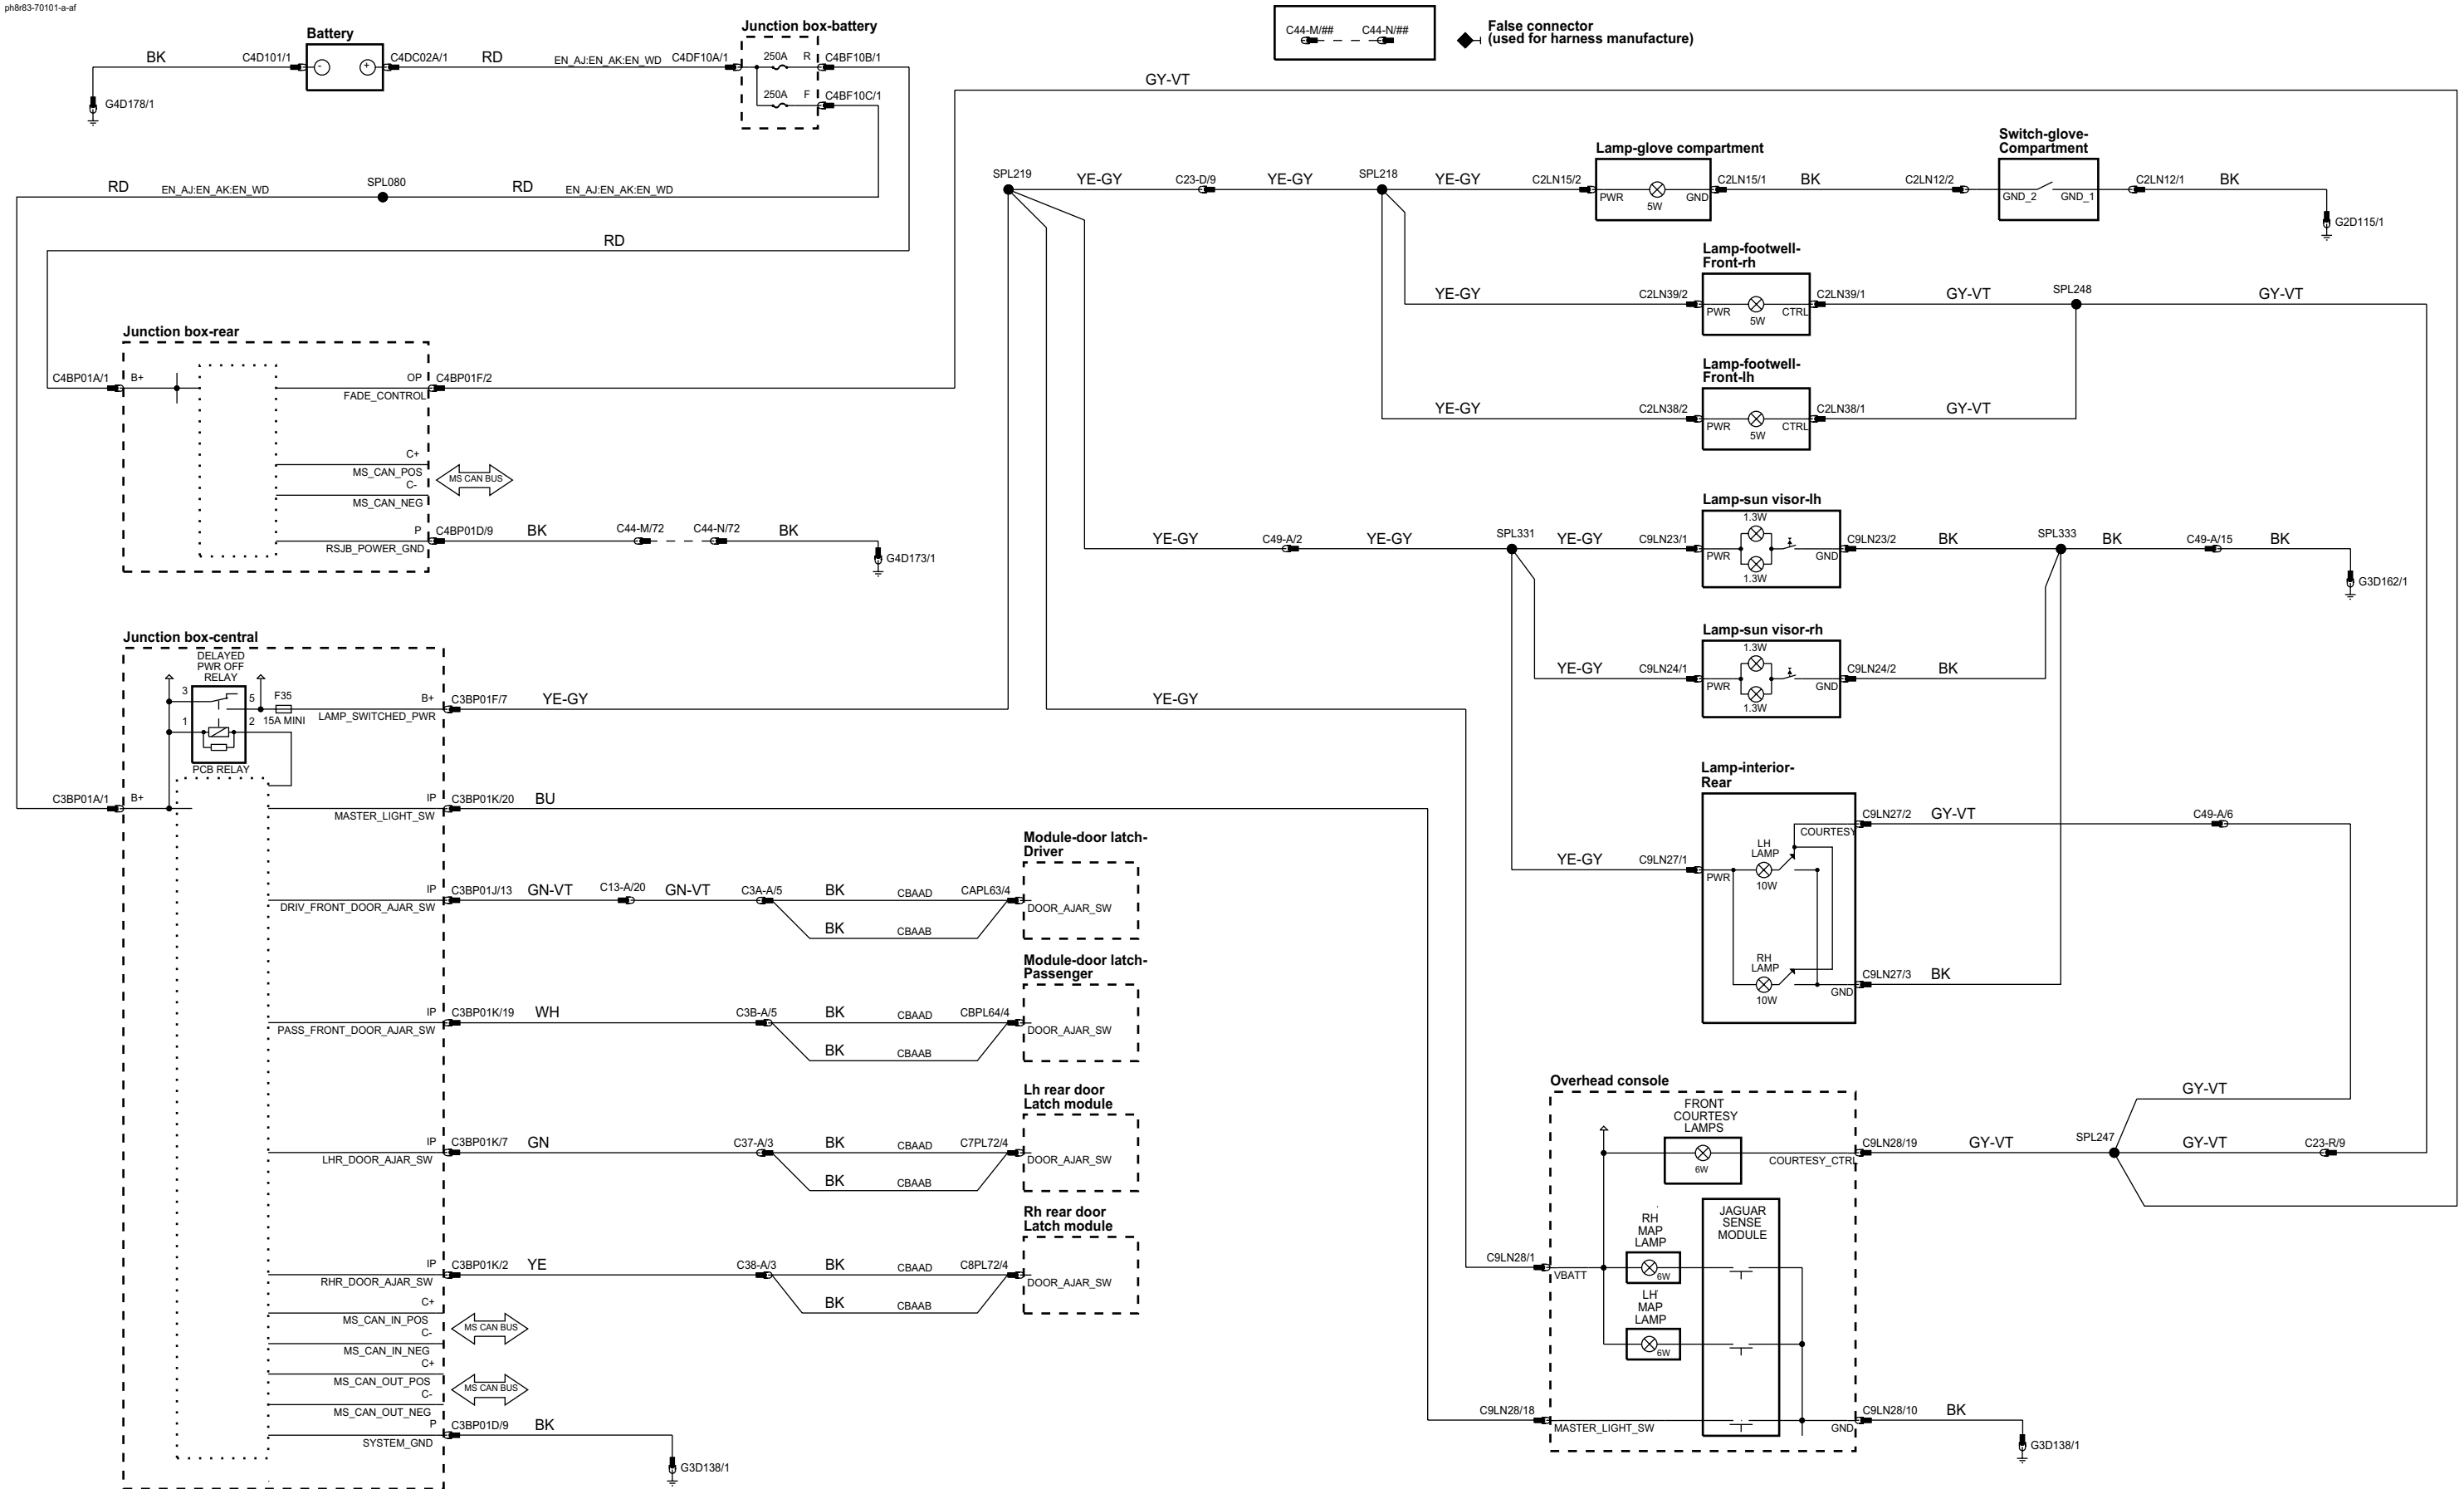 ph8r83-70101-a-af
Battery
BK
C4D101/1
-
+
C4DC02A/1
RD
EN_AJ:EN_AK:EN_WD
C4DF10A/1
G4D178/1
Junction box-battery
250A
R
C4BF10B/1
250A
F
C4BF10C/1
C44-M/##
C44-N/##
False connector
(used for harness manufacture)
GY-VT
RD
EN_AJ:EN_AK:EN_WD
SPL080
RD
EN_AJ:EN_AK:EN_WD
RD
SPL219
YE-GY
C23-D/9
YE-GY
SPL218
YE-GY
C2LN15/2
Lamp-glove compartment
PWR
5W
GND
C2LN15/1
BK
C2LN12/2
Switch-glove-
Compartment
GND_2
GND_1
C2LN12/1
BK
G2D115/1
YE-GY
C2LN39/2
Lamp-footwell-
Front-rh
PWR
5W
CTRL
C2LN39/1
GY-VT
SPL248
GY-VT
YE-GY
C2LN38/2
Lamp-footwell-
Front-lh
PWR
5W
CTRL
C2LN38/1
GY-VT
Junction box-rear
C4BP01A/1
B+
OP
FADE_CONTROL
C4BP01F/2
C+
MS_CAN_POS
C-
MS_CAN_NEG
MS CAN BUS
P
RSJB_POWER_GND
C4BP01D/9
BK
C44-M/72
C44-N/72
BK
G4D173/1
YE-GY
C49-A/2
YE-GY
SPL331
YE-GY
C9LN23/1
Lamp-sun visor-lh
1.3W
PWR
GND
1.3W
C9LN23/2
BK
SPL333
BK
C49-A/15
BK
G3D162/1
YE-GY
C9LN24/1
Lamp-sun visor-rh
1.3W
PWR
GND
1.3W
C9LN24/2
BK
Junction box-central
DELAYED
PWR OFF
RELAY
3
5
1
2
F35
15A MINI
PCB RELAY
B+
LAMP_SWITCHED_PWR
C3BP01F/7
YE-GY
YE-GY
C3BP01A/1
B+
IP
MASTER_LIGHT_SW
C3BP01K/20
BU
Lamp-interior-
Rear
YE-GY
C9LN27/1
PWR
COURTESY
LH
LAMP
10W
RH
LAMP
10W
GND
C9LN27/2
GY-VT
C49-A/6
C9LN27/3
BK
IP
DRIV_FRONT_DOOR_AJAR_SW
C3BP01J/13
GN-VT
C13-A/20
GN-VT
C3A-A/5
BK
CBAAD
CAPL63/4
BK
CBAAB
Module-door latch-
Driver
DOOR_AJAR_SW
IP
PASS_FRONT_DOOR_AJAR_SW
C3BP01K/19
WH
C3B-A/5
BK
CBAAD
CBPL64/4
BK
CBAAB
Module-door latch-
Passenger
DOOR_AJAR_SW
IP
LHR_DOOR_AJAR_SW
C3BP01K/7
GN
C37-A/3
BK
CBAAD
C7PL72/4
BK
CBAAB
Lh rear door
Latch module
DOOR_AJAR_SW
IP
RHR_DOOR_AJAR_SW
C3BP01K/2
YE
C38-A/3
BK
CBAAD
C8PL72/4
BK
CBAAB
Rh rear door
Latch module
DOOR_AJAR_SW
C+
MS_CAN_IN_POS
C-
MS_CAN_IN_NEG
MS CAN BUS
C+
MS_CAN_OUT_POS
C-
MS_CAN_OUT_NEG
MS CAN BUS
P
SYSTEM_GND
C3BP01D/9
BK
G3D138/1
Overhead console
FRONT
COURTESY
LAMPS
6W
COURTESY_CTRL
C9LN28/19
GY-VT
SPL247
GY-VT
GY-VT
C23-R/9
C9LN28/1
VBATT
RH
MAP
LAMP
6W
LH
MAP
LAMP
6W
JAGUAR
SENSE
MODULE
C9LN28/18
MASTER_LIGHT_SW
GND
C9LN28/10
BK
G3D138/1